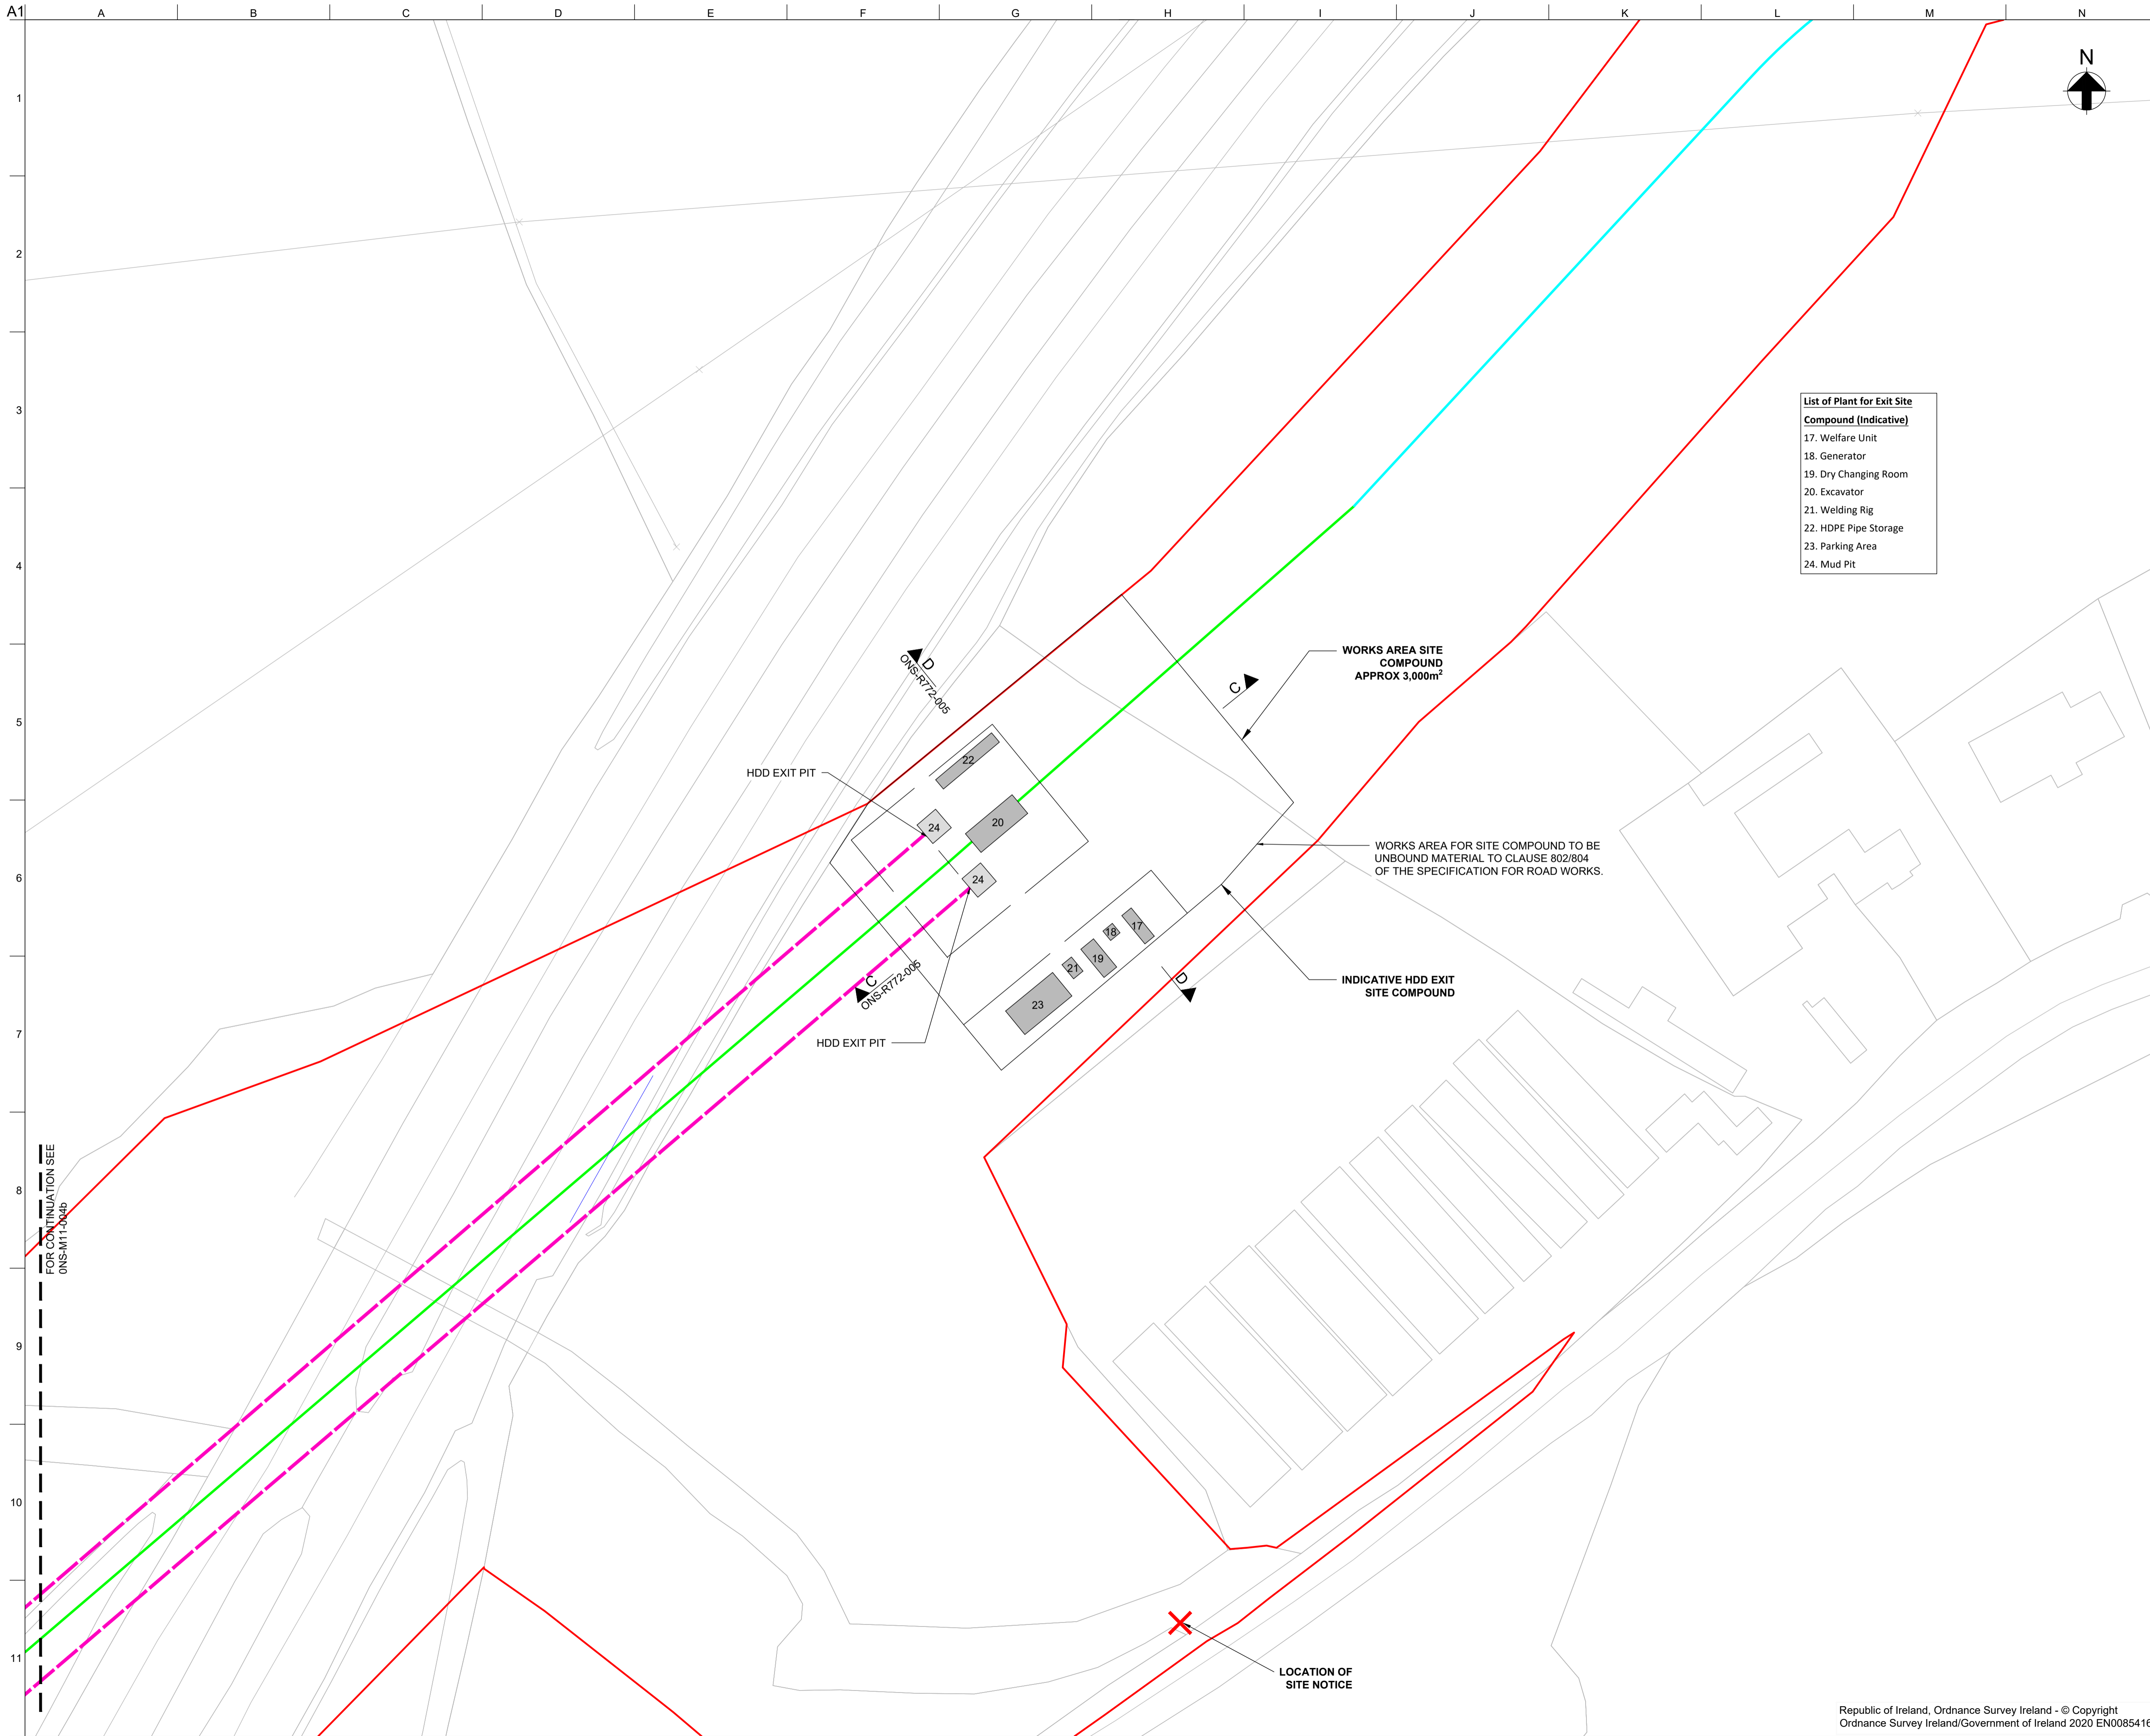 A1
A B C D E F G H I J K L M N
N
1
2
3
4
5
6
7
8
9
10
11
List of Plant for Exit Site
Compound (Indicative)
17. Welfare Unit
18. Generator
19. Dry Changing Room
20. Excavator
21. Welding Rig
22. HDPE Pipe Storage
23. Parking Area
24. Mud Pit
WORKS AREA SITE
COMPOUND
APPROX 3,000m²
D
ONS-R772-005
C
HDD EXIT PIT
22
24
20
24
WORKS AREA FOR SITE COMPOUND TO BE
UNBOUND MATERIAL TO CLAUSE 802/804
OF THE SPECIFICATION FOR ROAD WORKS.
17
18
19
21
23
C
ONS-R772-005
D
INDICATIVE HDD EXIT
SITE COMPOUND
HDD EXIT PIT
FOR CONTINUATION SEE
0NS-M11-004b
LOCATION OF
SITE NOTICE
Republic of Ireland, Ordnance Survey Ireland - © Copyright
Ordnance Survey Ireland/Government of Ireland 2020 EN0085416